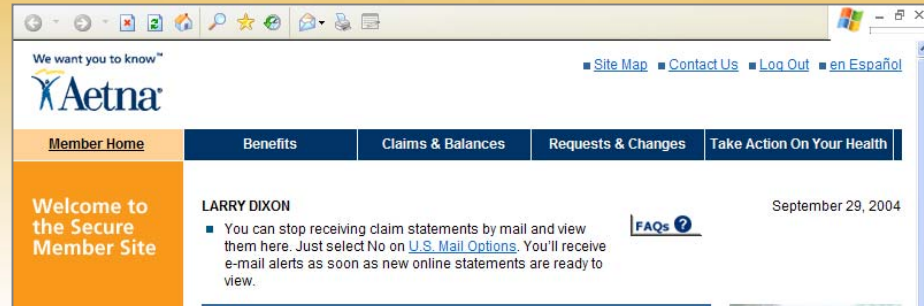 We want you to know℠
Aetna®
Site Map Contact Us Log Out en Español
Member Home Benefits Claims & Balances Requests & Changes Take Action On Your Health
Welcome to
the Secure
Member Site
LARRY DIXON
September 29, 2004
■ You can stop receiving claim statements by mail and view
them here. Just select No on U.S. Mail Options. You'll receive
e-mail alerts as soon as new online statements are ready to
view.
FAQs ?